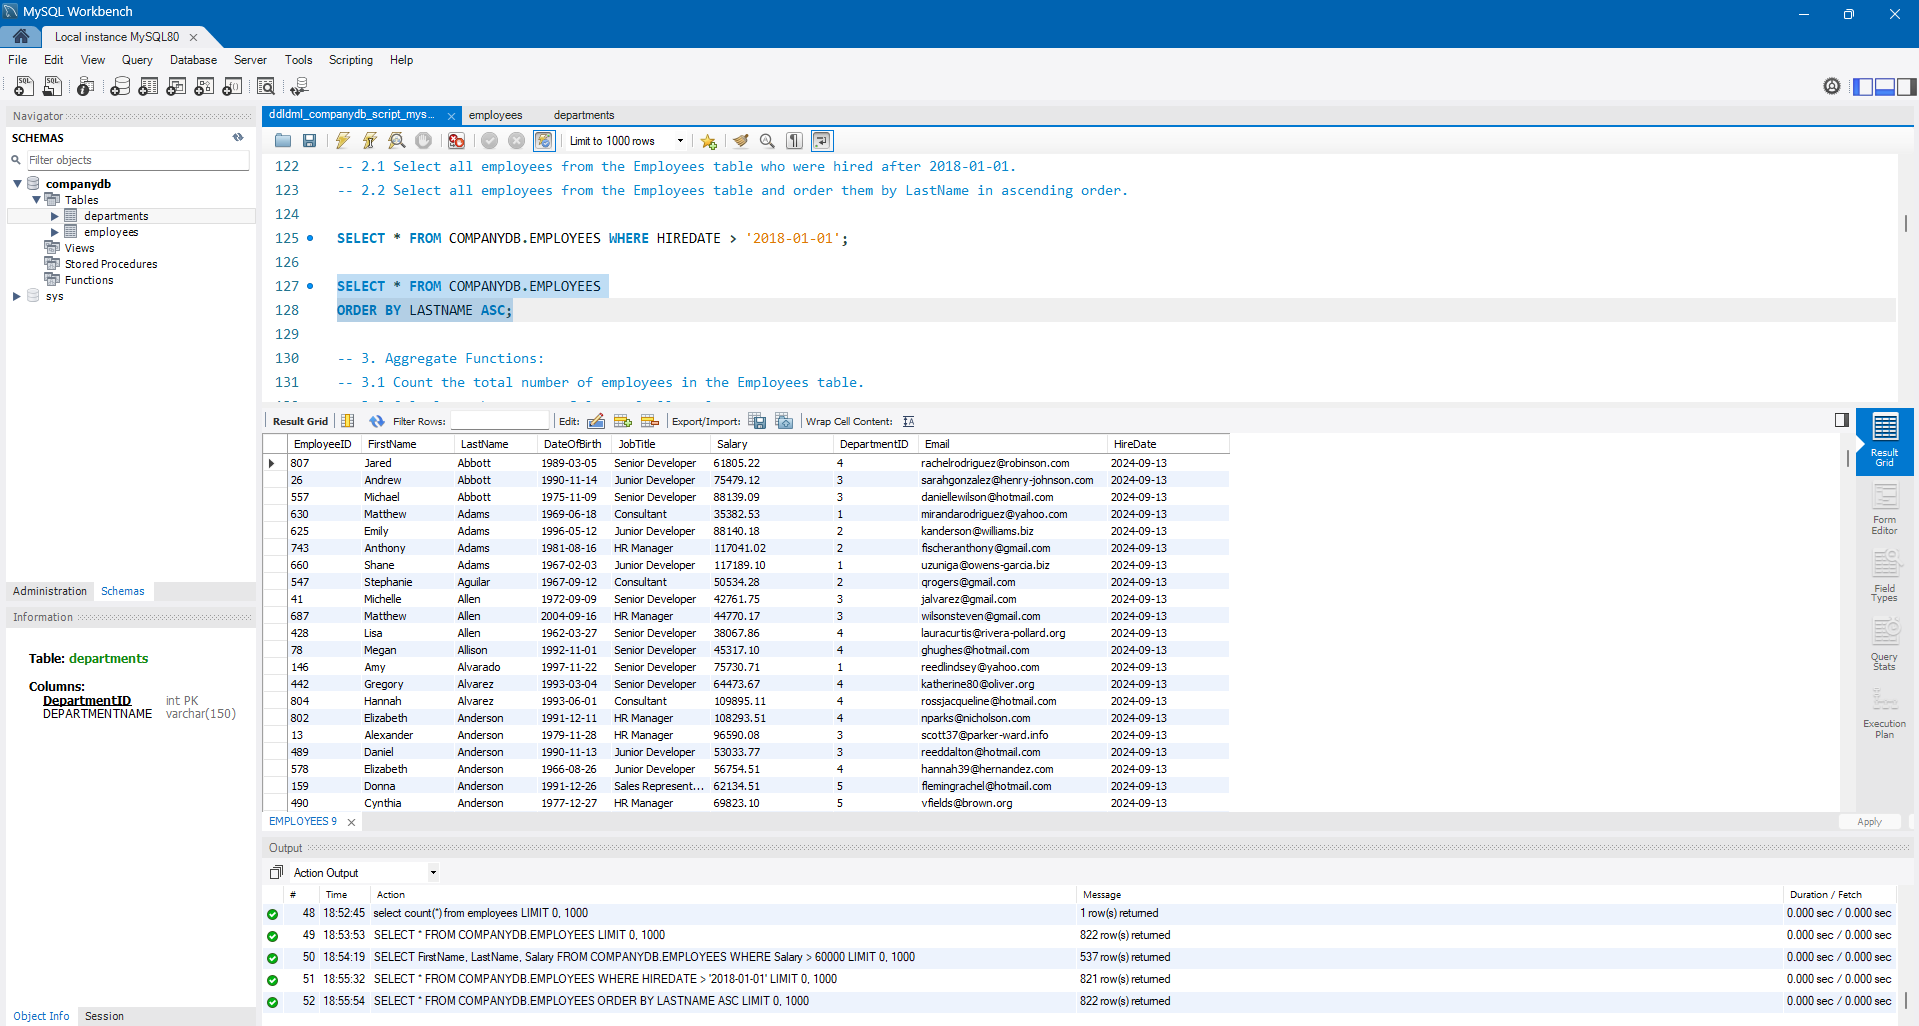 MySQL Workbench
Local instance MySQL80
File Edit View Query Database Server Tools Scripting Help
Navigator
SCHEMAS
Filter objects
companydb
Tables
departments
employees
Views
Stored Procedures
Functions
sys
Administration Schemas
Information
Table: departments
Columns:
DepartmentID int PK
DEPARTMENTNAME varchar(150)
Object Info Session
ddldml_companydb_script_mys... employees departments
Limit to 1000 rows
122 -- 2.1 Select all employees from the Employees table who were hired after 2018-01-01.
123 -- 2.2 Select all employees from the Employees table and order them by LastName in ascending order.
124
125 SELECT * FROM COMPANYDB.EMPLOYEES WHERE HIREDATE > '2018-01-01';
126
127 SELECT * FROM COMPANYDB.EMPLOYEES
128 ORDER BY LASTNAME ASC;
129
130 -- 3. Aggregate Functions:
131 -- 3.1 Count the total number of employees in the Employees table.
Result Grid Filter Rows: Edit: Export/Import: Wrap Cell Content:
EmployeeID FirstName LastName DateOfBirth JobTitle Salary DepartmentID Email HireDate
807 Jared Abbott 1989-03-05 Senior Developer 61805.22 4 rachelrodriguez@robinson.com 2024-09-13
26 Andrew Abbott 1990-11-14 Junior Developer 75479.12 3 sarahgonzalez@henry-johnson.com 2024-09-13
557 Michael Abbott 1975-11-09 Senior Developer 88139.09 3 daniellewilson@hotmail.com 2024-09-13
630 Matthew Adams 1969-06-18 Consultant 35382.53 1 mirandarodriguez@yahoo.com 2024-09-13
625 Emily Adams 1996-05-12 Junior Developer 88140.18 2 kanderson@williams.biz 2024-09-13
743 Anthony Adams 1981-08-16 HR Manager 117041.02 2 fischeranthony@gmail.com 2024-09-13
660 Shane Adams 1967-02-03 Junior Developer 117189.10 1 uzuniga@owens-garcia.biz 2024-09-13
547 Stephanie Aguilar 1967-09-12 Consultant 50534.28 2 qrogers@gmail.com 2024-09-13
41 Michelle Allen 1972-09-09 Senior Developer 42761.75 3 jalvarez@gmail.com 2024-09-13
687 Matthew Allen 2004-09-16 HR Manager 44770.17 3 wilsonsteven@gmail.com 2024-09-13
428 Lisa Allen 1962-03-27 Senior Developer 38067.86 4 lauracurtis@rivera-pollard.org 2024-09-13
78 Megan Allison 1992-11-01 Senior Developer 45317.10 4 ghughes@hotmail.com 2024-09-13
146 Amy Alvarado 1997-11-22 Senior Developer 75730.71 1 reedlindsey@yahoo.com 2024-09-13
442 Gregory Alvarez 1993-03-04 Senior Developer 64473.67 4 katherine80@oliver.org 2024-09-13
804 Hannah Alvarez 1993-06-01 Consultant 109895.11 4 rossjacqueline@hotmail.com 2024-09-13
802 Elizabeth Anderson 1991-12-11 HR Manager 108293.51 4 nparks@nicholson.com 2024-09-13
13 Alexander Anderson 1979-11-28 HR Manager 96590.08 3 scott37@parker-ward.info 2024-09-13
489 Daniel Anderson 1990-11-13 Junior Developer 53033.77 3 reeddalton@hotmail.com 2024-09-13
578 Elizabeth Anderson 1966-08-26 Junior Developer 56754.51 4 hannah39@hernandez.com 2024-09-13
159 Donna Anderson 1991-12-26 Sales Represent... 62134.51 5 flemingrachel@hotmail.com 2024-09-13
490 Cynthia Anderson 1977-12-27 HR Manager 69823.10 5 vfields@brown.org 2024-09-13
Result Grid
Form Editor
Field Types
Query Stats
Execution Plan
EMPLOYEES 9
Apply
Output
Action Output
# Time Action Message Duration / Fetch
48 18:52:45 select count(*) from employees LIMIT 0, 1000 1 row(s) returned 0.000 sec / 0.000 sec
49 18:53:53 SELECT * FROM COMPANYDB.EMPLOYEES LIMIT 0, 1000 822 row(s) returned 0.000 sec / 0.000 sec
50 18:54:19 SELECT FirstName, LastName, Salary FROM COMPANYDB.EMPLOYEES WHERE Salary > 60000 LIMIT 0, 1000 537 row(s) returned 0.000 sec / 0.000 sec
51 18:55:32 SELECT * FROM COMPANYDB.EMPLOYEES WHERE HIREDATE > '2018-01-01' LIMIT 0, 1000 821 row(s) returned 0.000 sec / 0.000 sec
52 18:55:54 SELECT * FROM COMPANYDB.EMPLOYEES ORDER BY LASTNAME ASC LIMIT 0, 1000 822 row(s) returned 0.000 sec / 0.000 sec